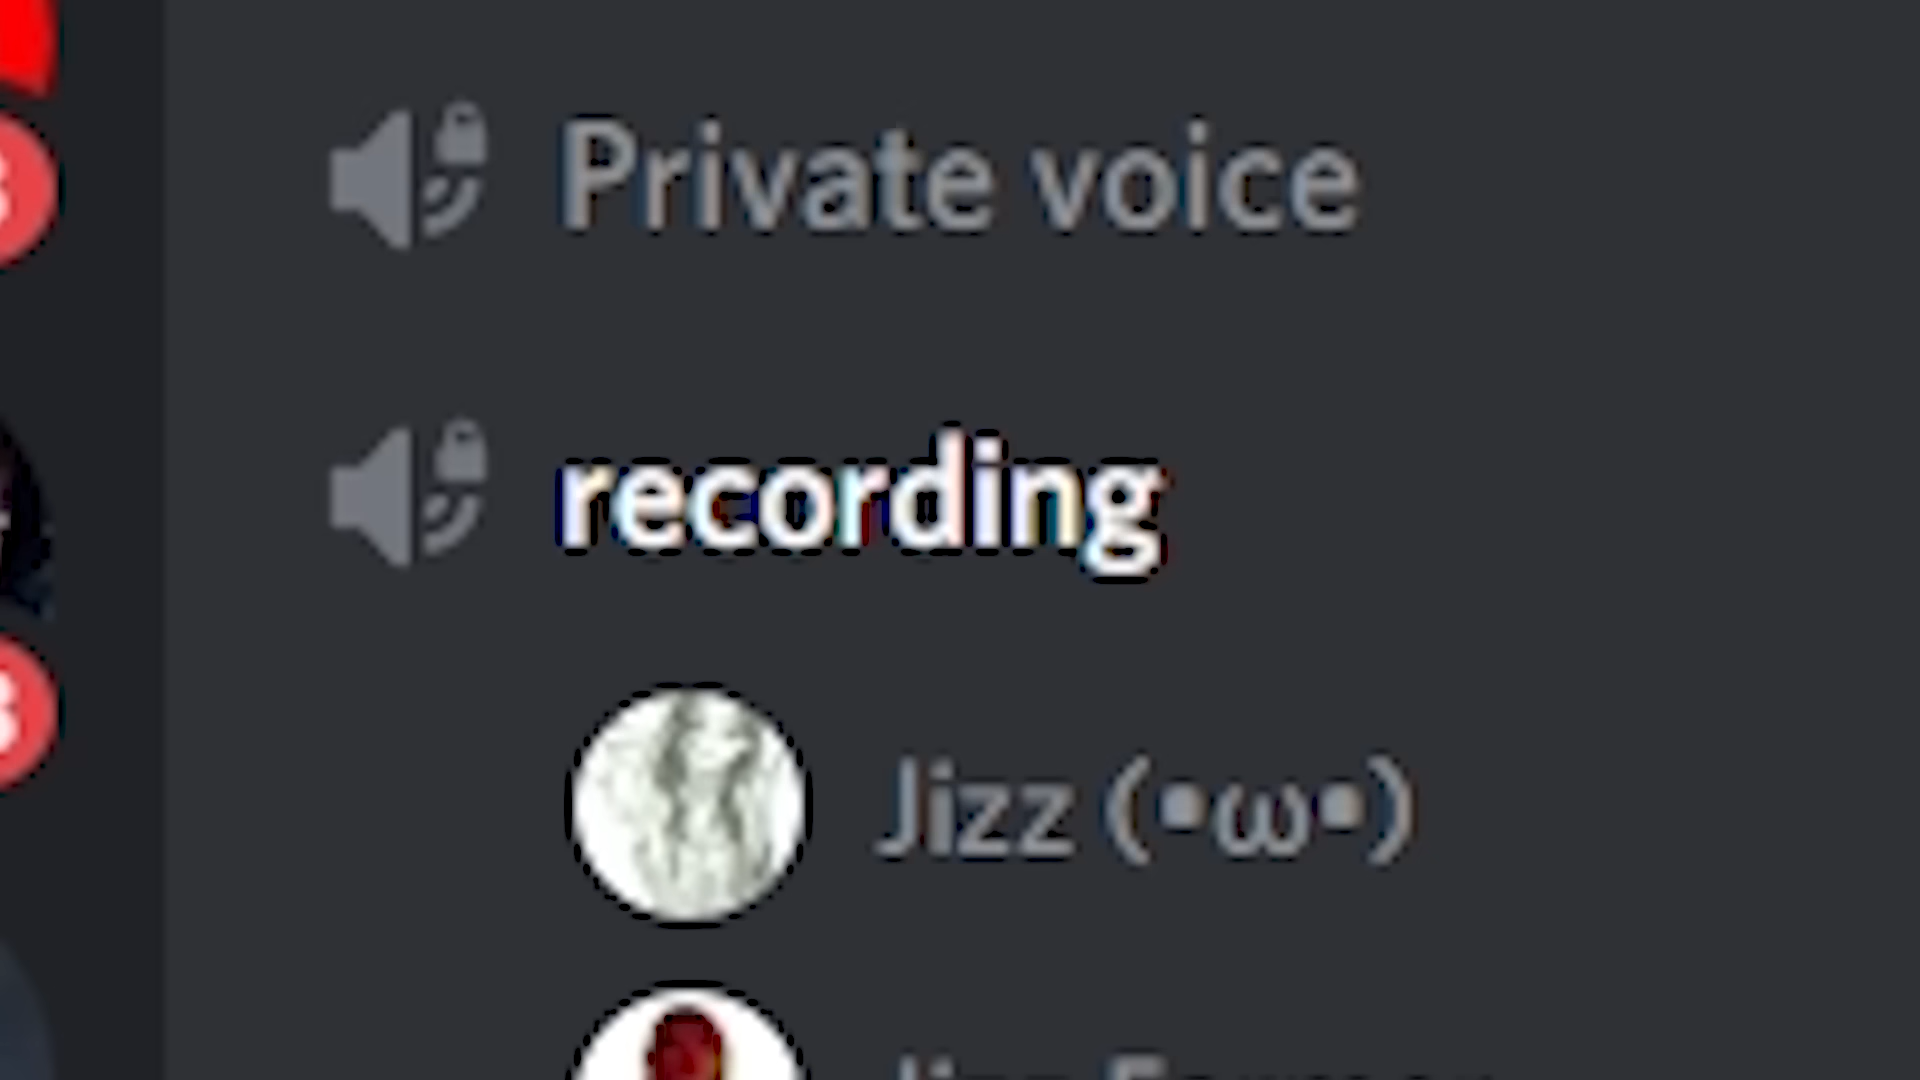 Private voice
recording
Jizz (•ω•)